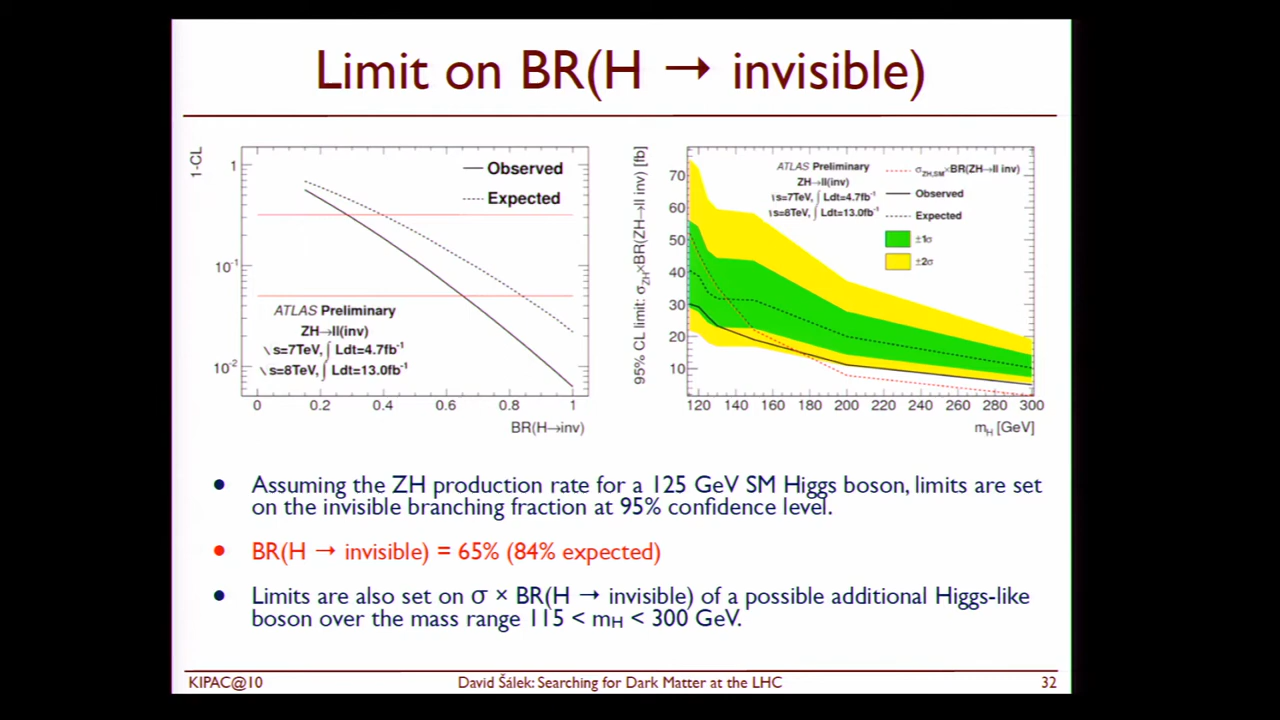 Limit on BR(H → invisible)
1-CL
1
10⁻¹
10⁻²
Observed
Expected
ATLAS Preliminary
ZH→ll(inv)
√s=7TeV, ∫Ldt=4.7fb⁻¹
√s=8TeV, ∫Ldt=13.0fb⁻¹
0 0.2 0.4 0.6 0.8 1
BR(H→inv)
95% CL limit: σ_ZH×BR(ZH→ll inv) [fb]
70
60
50
40
30
20
10
ATLAS Preliminary
ZH→ll(inv)
√s=7TeV, ∫Ldt=4.7fb⁻¹
√s=8TeV, ∫Ldt=13.0fb⁻¹
σ_ZH,SM×BR(ZH→ll inv)
Observed
Expected
±1σ
±2σ
120 140 160 180 200 220 240 260 280 300
m_H [GeV]
• Assuming the ZH production rate for a 125 GeV SM Higgs boson, limits are set
on the invisible branching fraction at 95% confidence level.
• BR(H → invisible) = 65% (84% expected)
• Limits are also set on σ × BR(H → invisible) of a possible additional Higgs-like
boson over the mass range 115 < m_H < 300 GeV.
KIPAC@10 David Šálek: Searching for Dark Matter at the LHC 32